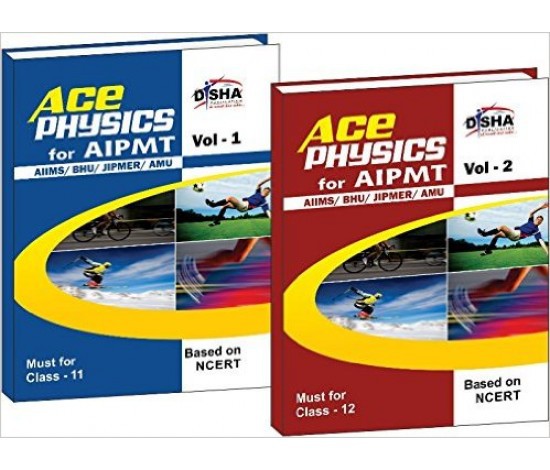 ACE
PHYSICS
for AIPMT
AIIMS/ BHU/ JIPMER/ AMU
DISHA
Vol - 1
Must for
Class - 11
Based on
NCERT
ACE
PHYSICS
for AIPMT
AIIMS/ BHU/ JIPMER/ AMU
DISHA
Vol - 2
Must for
Class - 12
Based on
NCERT